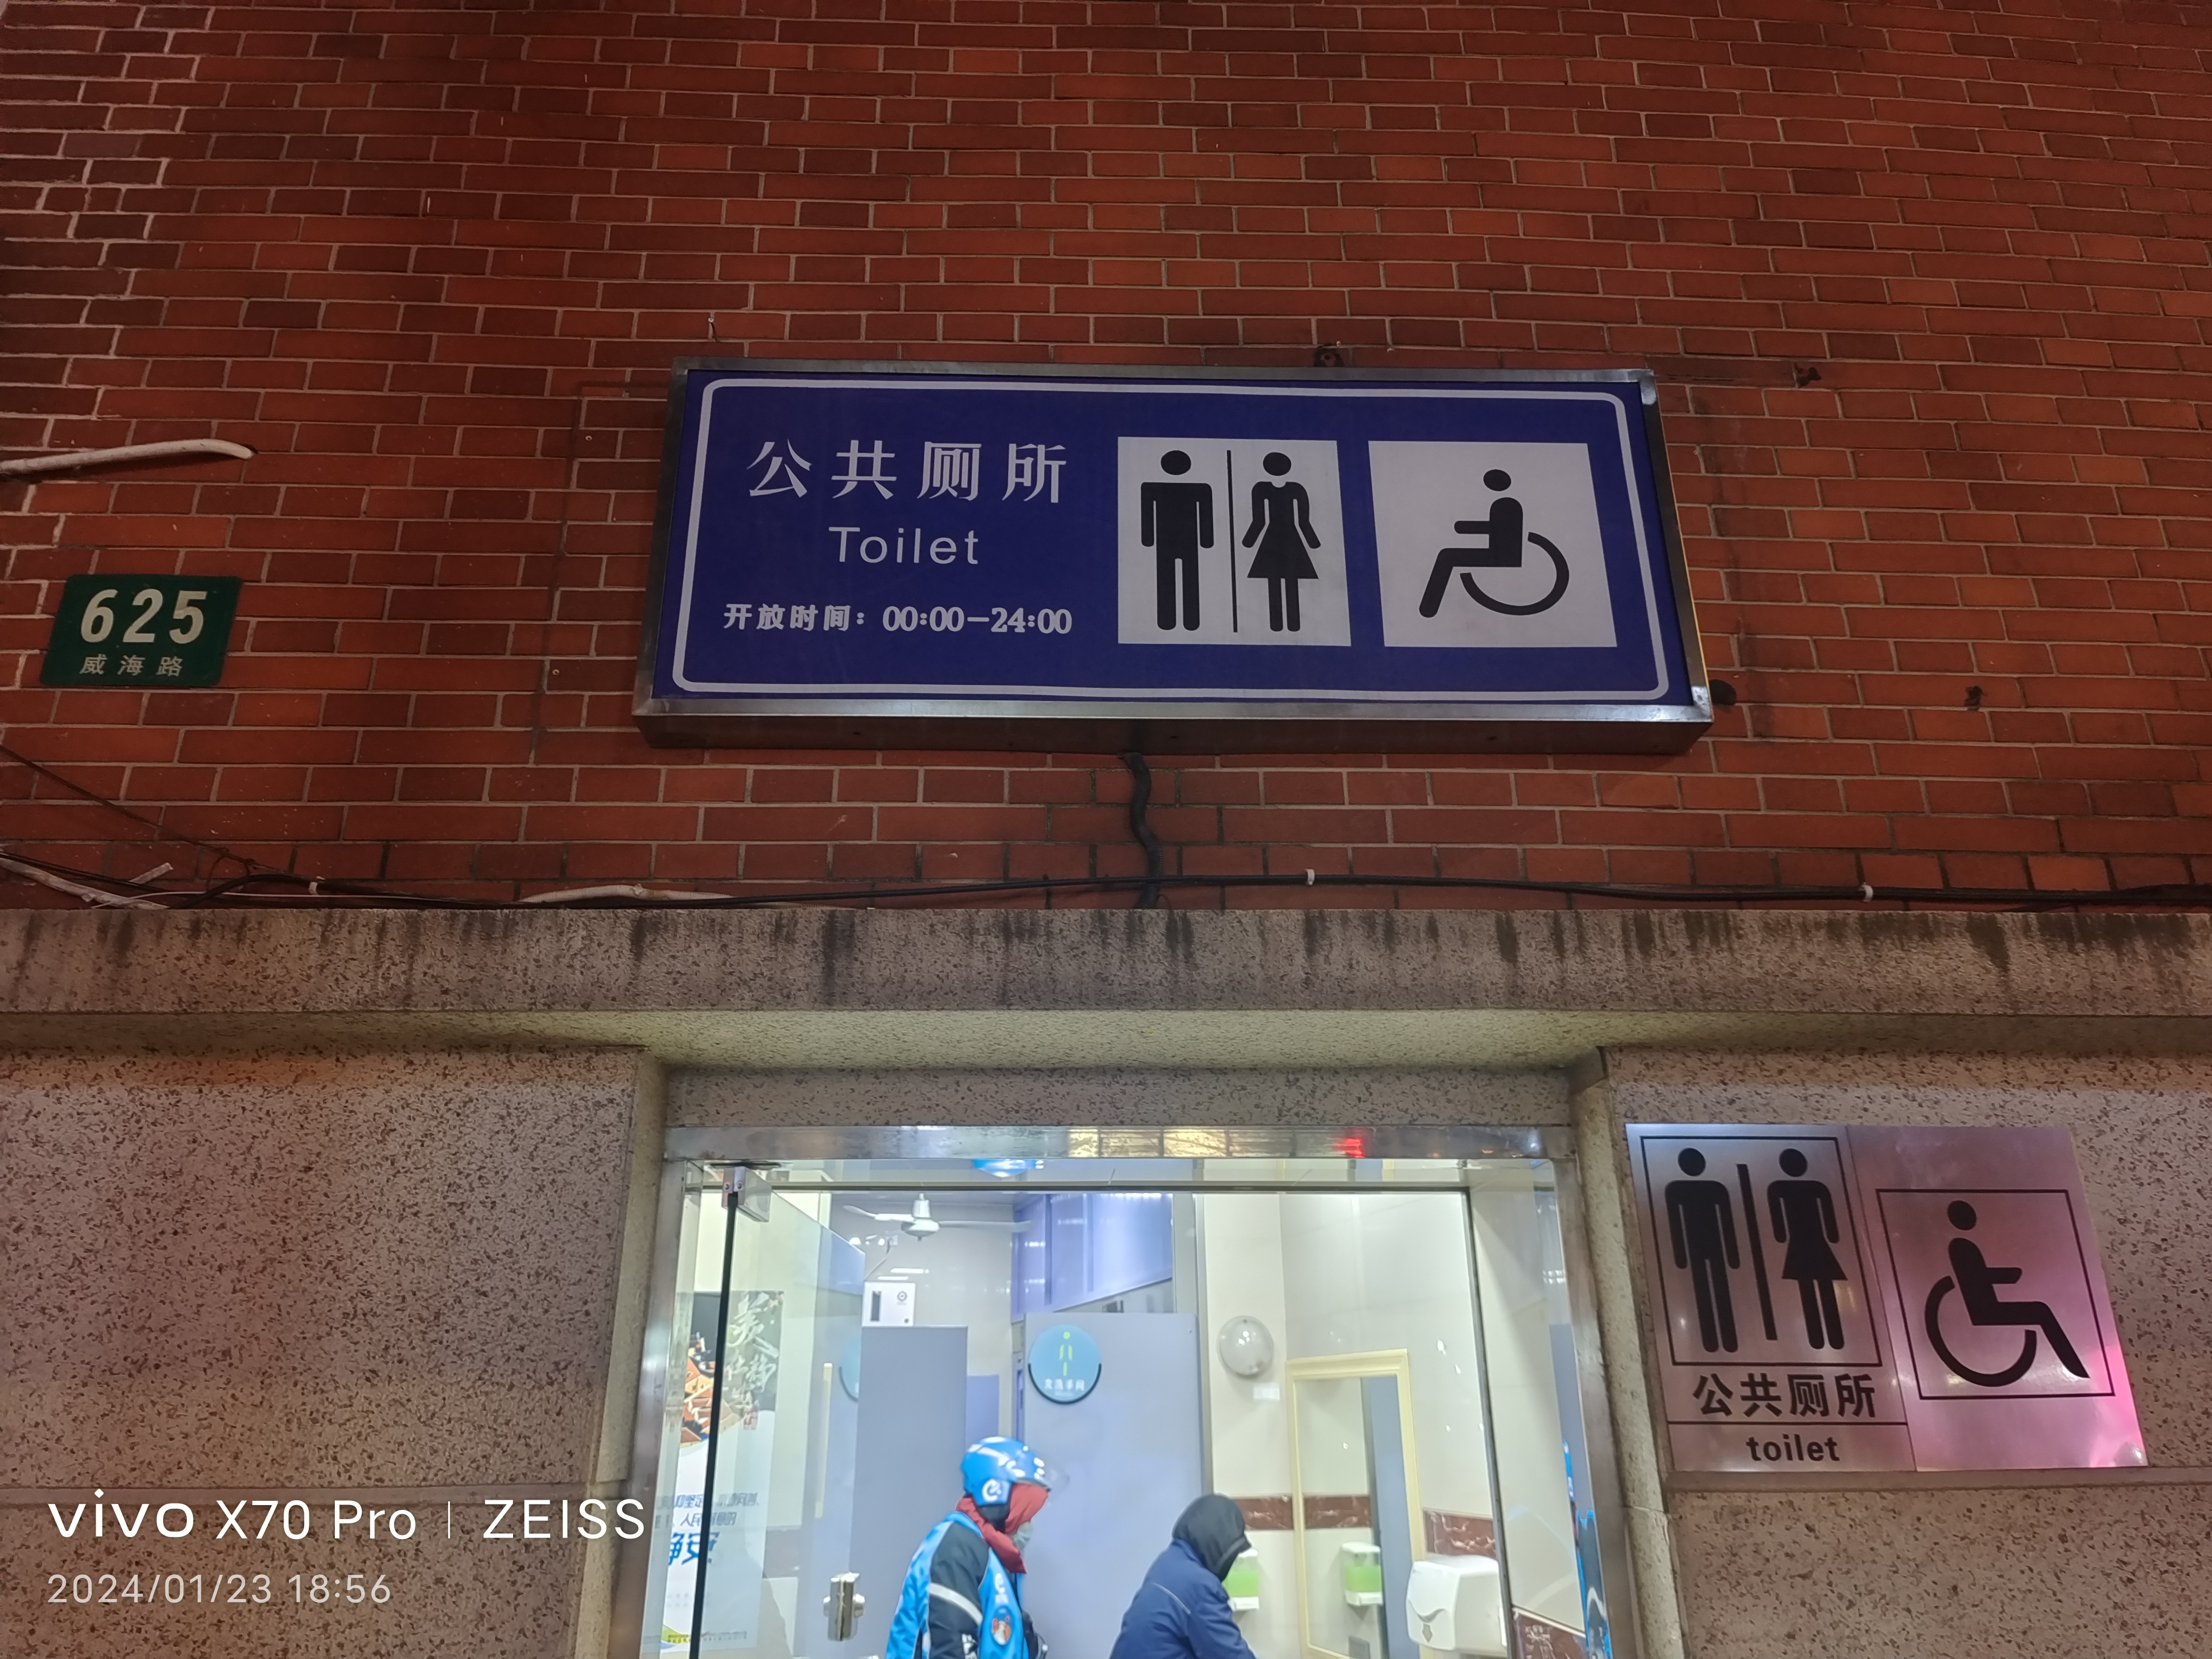 公共厕所
Toilet
开放时间：00:00-24:00
625
威海路
公共厕所
toilet
vivo X70 Pro | ZEISS
2024/01/23 18:56